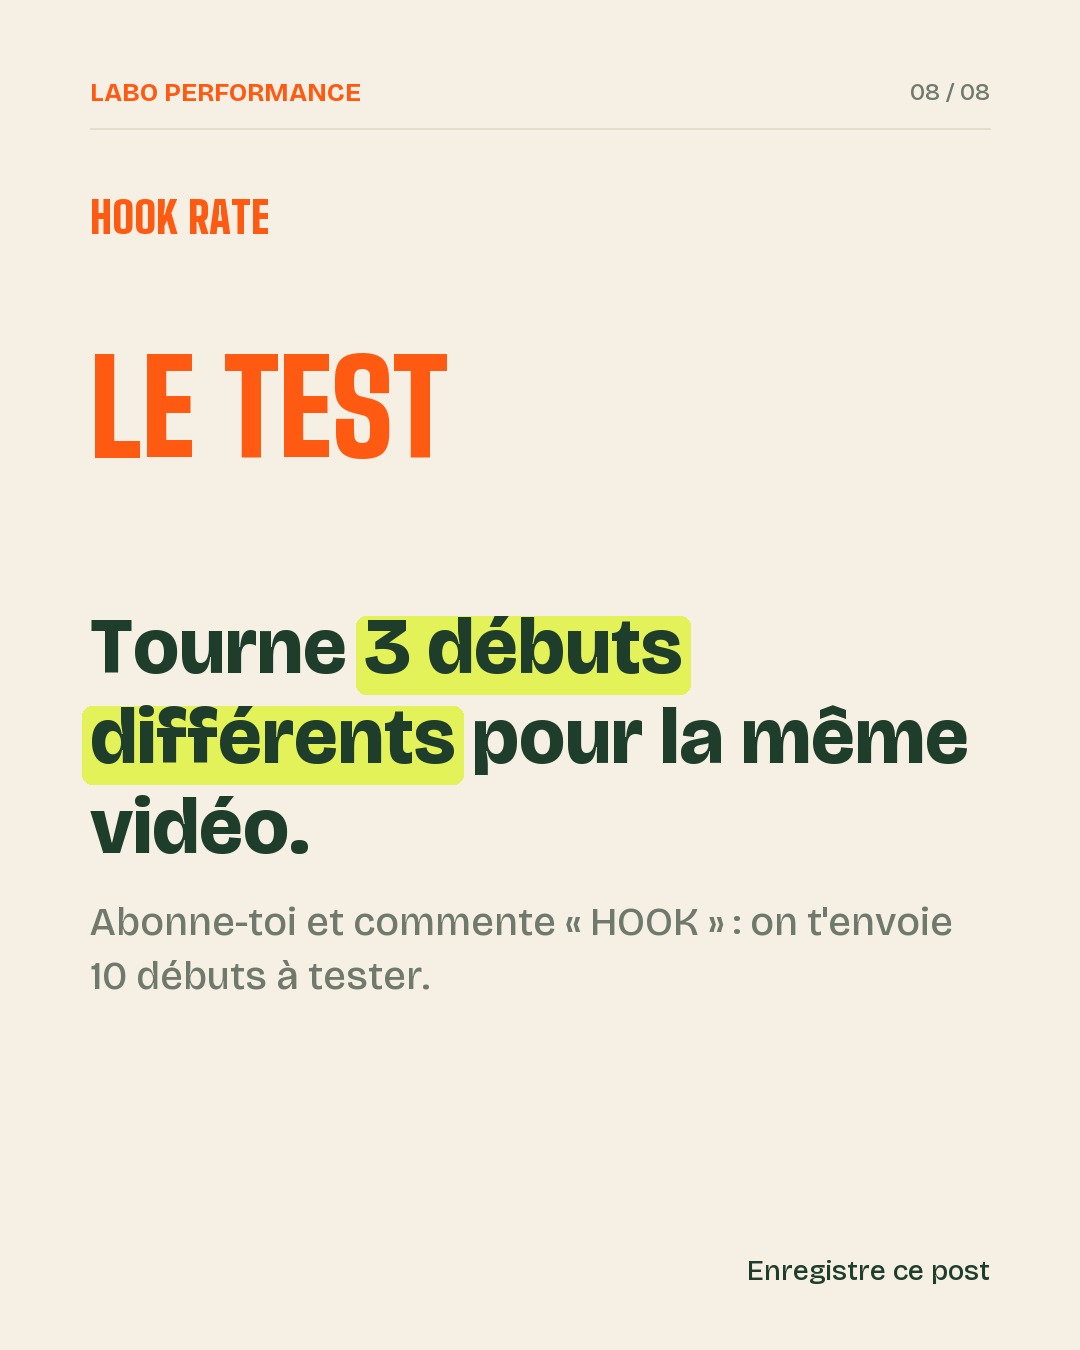 LABO PERFORMANCE
08 / 08
HOOK RATE
LE TEST
Tourne 3 débuts
différents pour la même
vidéo.
Abonne-toi et commente « HOOK » : on t'envoie
10 débuts à tester.
Enregistre ce post